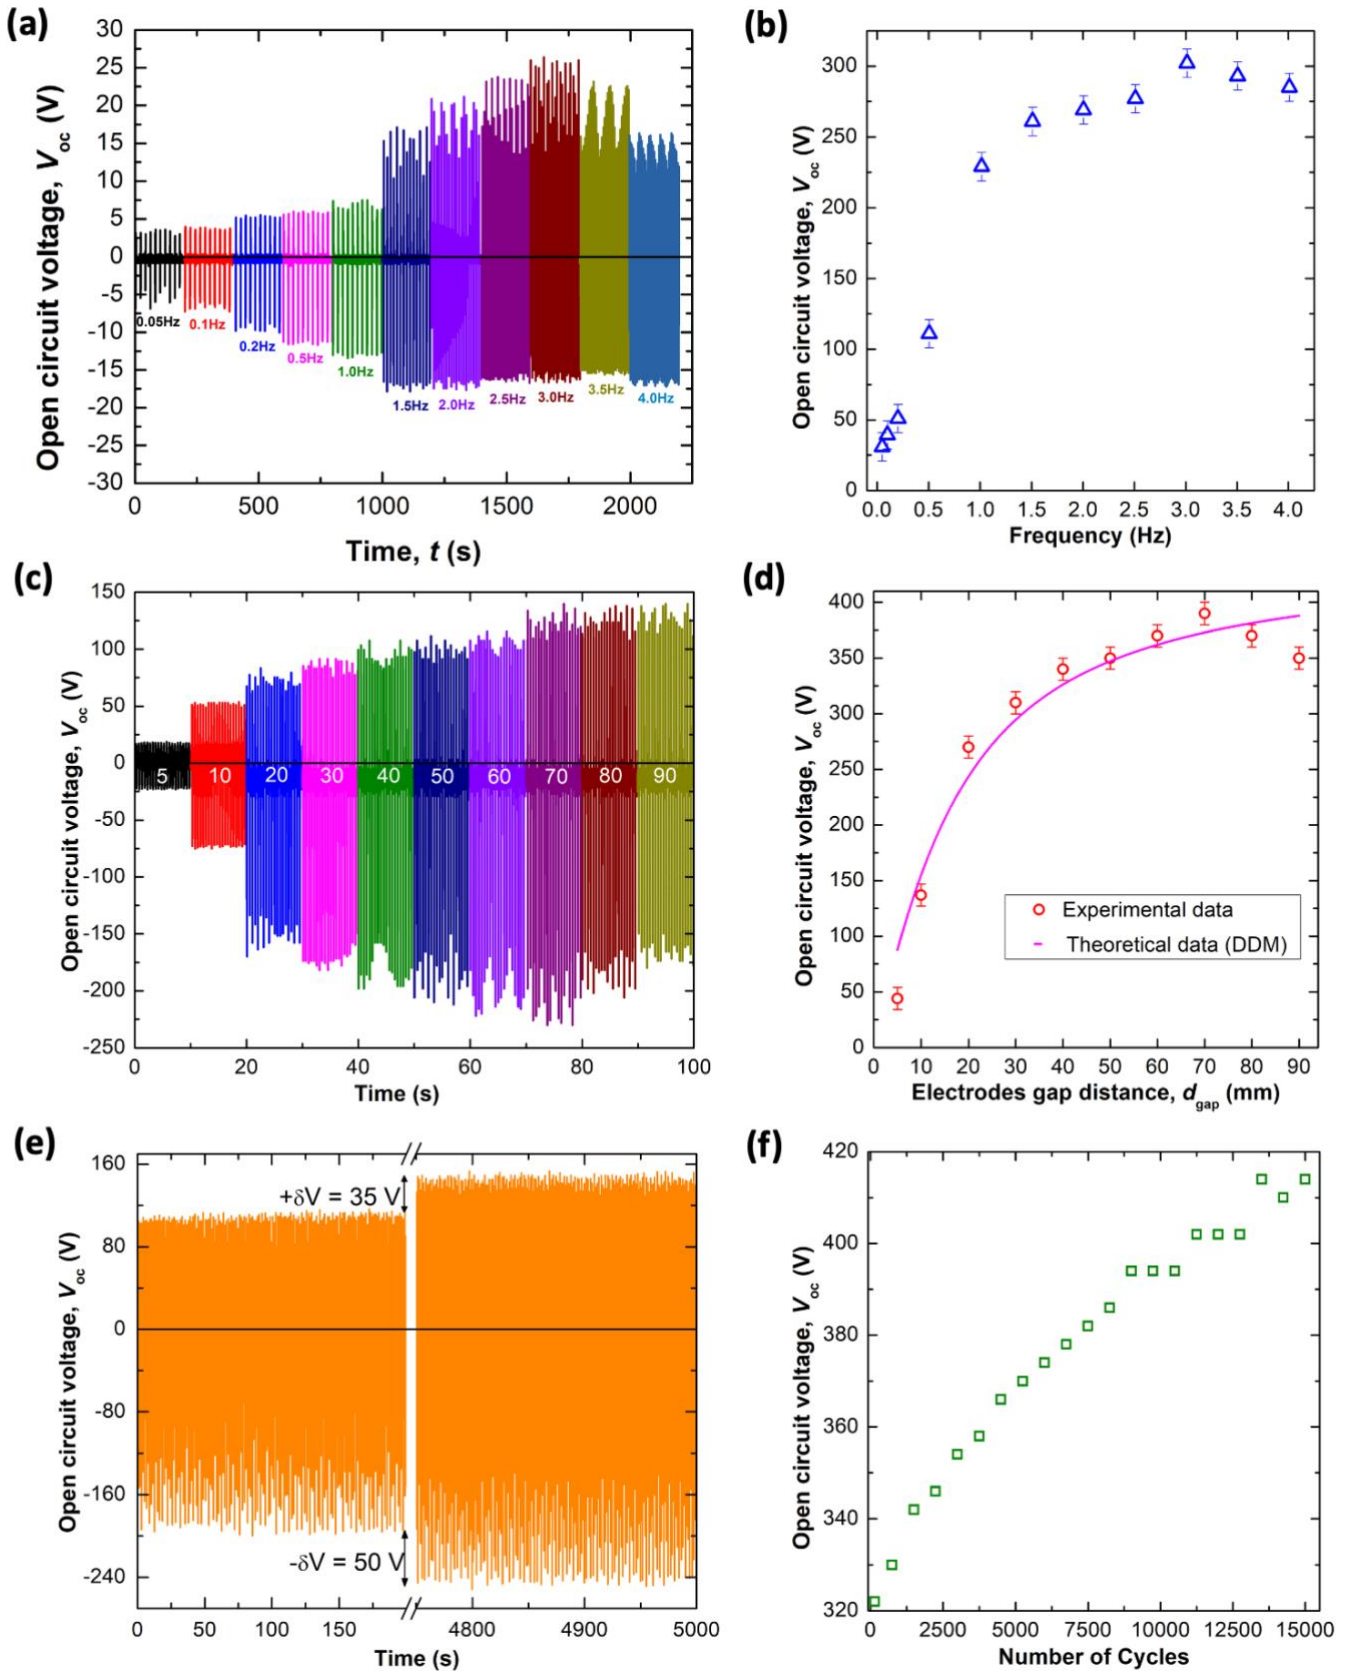 (a)
Open circuit voltage, Voc (V)
30
25
20
15
10
5
0
-5
-10
-15
-20
-25
-30
0.05Hz
0.1Hz
0.2Hz
0.5Hz
1.0Hz
1.5Hz
2.0Hz
2.5Hz
3.0Hz
3.5Hz
4.0Hz
0 500 1000 1500 2000
Time, t (s)
(b)
Open circuit voltage, Voc (V)
300
250
200
150
100
50
0
0.0 0.5 1.0 1.5 2.0 2.5 3.0 3.5 4.0
Frequency (Hz)
(c)
Open circuit voltage, Voc (V)
150
100
50
0
-50
-100
-150
-200
-250
5 10 20 30 40 50 60 70 80 90
0 20 40 60 80 100
Time (s)
(d)
Open circuit voltage, Voc (V)
400
350
300
250
200
150
100
50
0
Experimental data
Theoretical data (DDM)
0 10 20 30 40 50 60 70 80 90
Electrodes gap distance, dgap (mm)
(e)
Open circuit voltage, Voc (V)
160
80
0
-80
-160
-240
+δV = 35 V
-δV = 50 V
0 50 100 150 4800 4900 5000
Time (s)
(f)
Open circuit voltage, Voc (V)
420
400
380
360
340
320
0 2500 5000 7500 10000 12500 15000
Number of Cycles